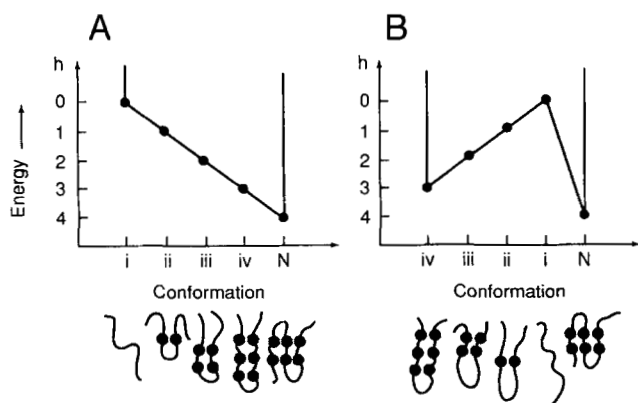 A
B
h
h
0
0
1
1
2
2
3
3
4
4
Energy →
i ii iii iv N
iv iii ii i N
Conformation
Conformation